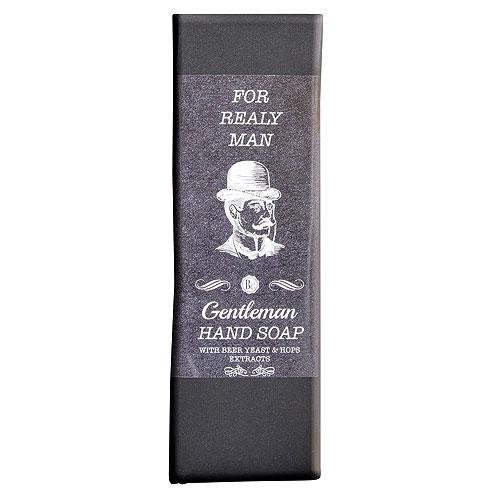 FOR
REALY
MAN
B
Gentleman
HAND SOAP
WITH BEER YEAST & HOPS
EXTRACTS